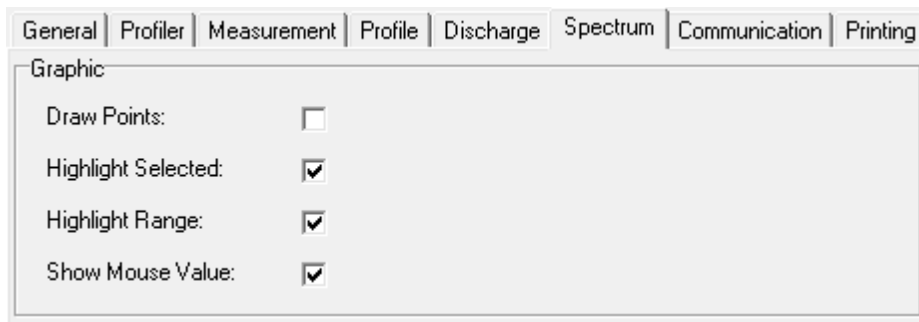 General Profiler Measurement Profile Discharge Spectrum Communication Printing
Graphic
Draw Points:
Highlight Selected:
Highlight Range:
Show Mouse Value: